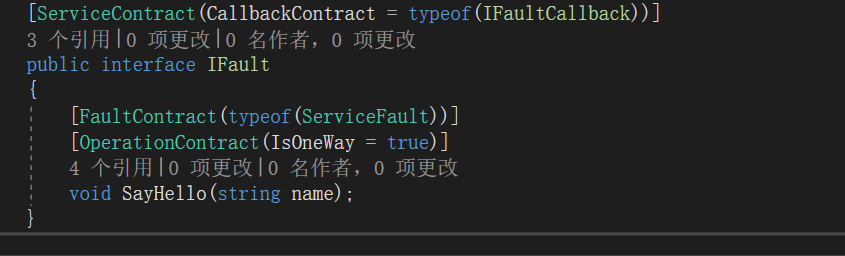 [ServiceContract(CallbackContract = typeof(IFaultCallback))]
3 个引用|0 项更改|0 名作者，0 项更改
public interface IFault
{
[FaultContract(typeof(ServiceFault))]
[OperationContract(IsOneWay = true)]
4 个引用|0 项更改|0 名作者，0 项更改
void SayHello(string name);
}